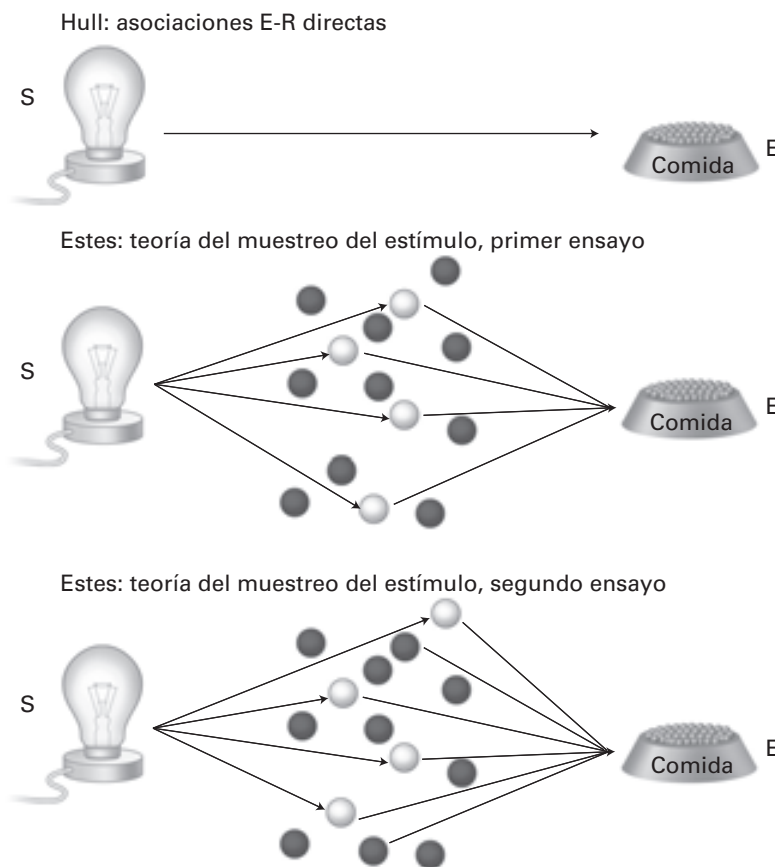 Hull: asociaciones E-R directas
S
Comida
E
Estes: teoría del muestreo del estímulo, primer ensayo
S
Comida
E
Estes: teoría del muestreo del estímulo, segundo ensayo
S
Comida
E